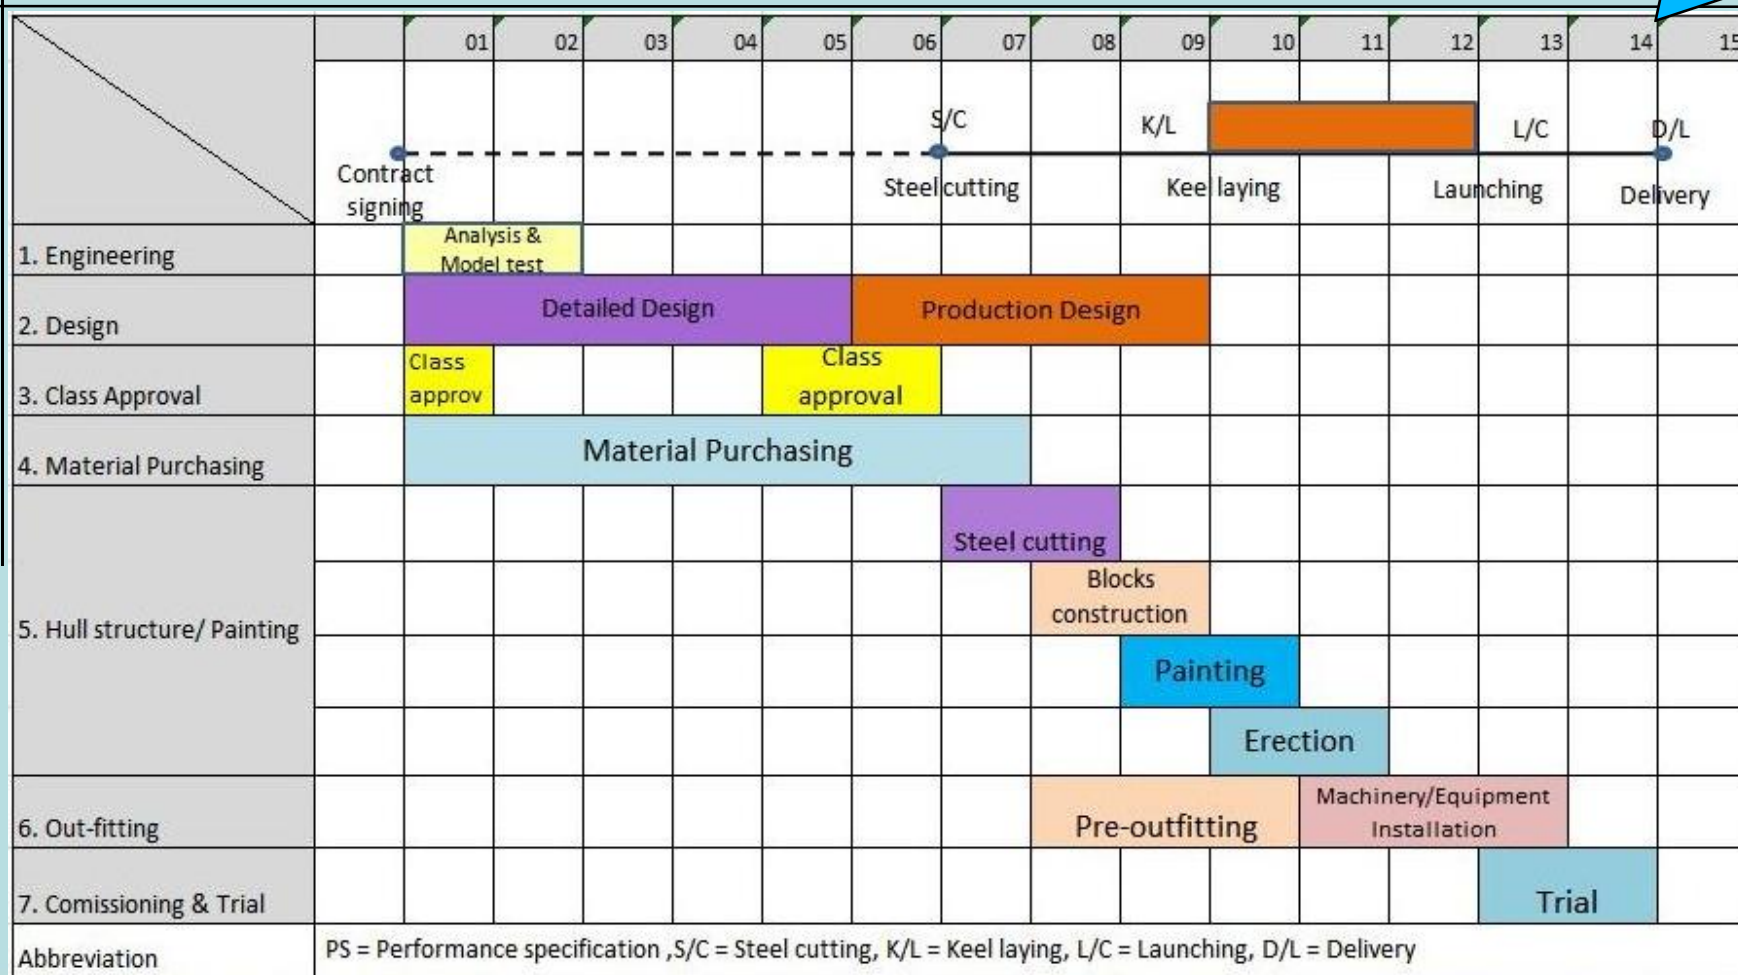 01 02 03 04 05 06 07 08 09 10 11 12 13 14 15
S/C K/L L/C D/L
Contract
signing
Steel cutting Keel laying Launching Delivery
1. Engineering
Analysis &
Model test
2. Design
Detailed Design Production Design
3. Class Approval
Class
approv
Class
approval
4. Material Purchasing
Material Purchasing
5. Hull structure/ Painting
Steel cutting
Blocks
construction
Painting
Erection
6. Out-fitting
Pre-outfitting
Machinery/Equipment
Installation
7. Comissioning & Trial
Trial
Abbreviation
PS = Performance specification ,S/C = Steel cutting, K/L = Keel laying, L/C = Launching, D/L = Delivery